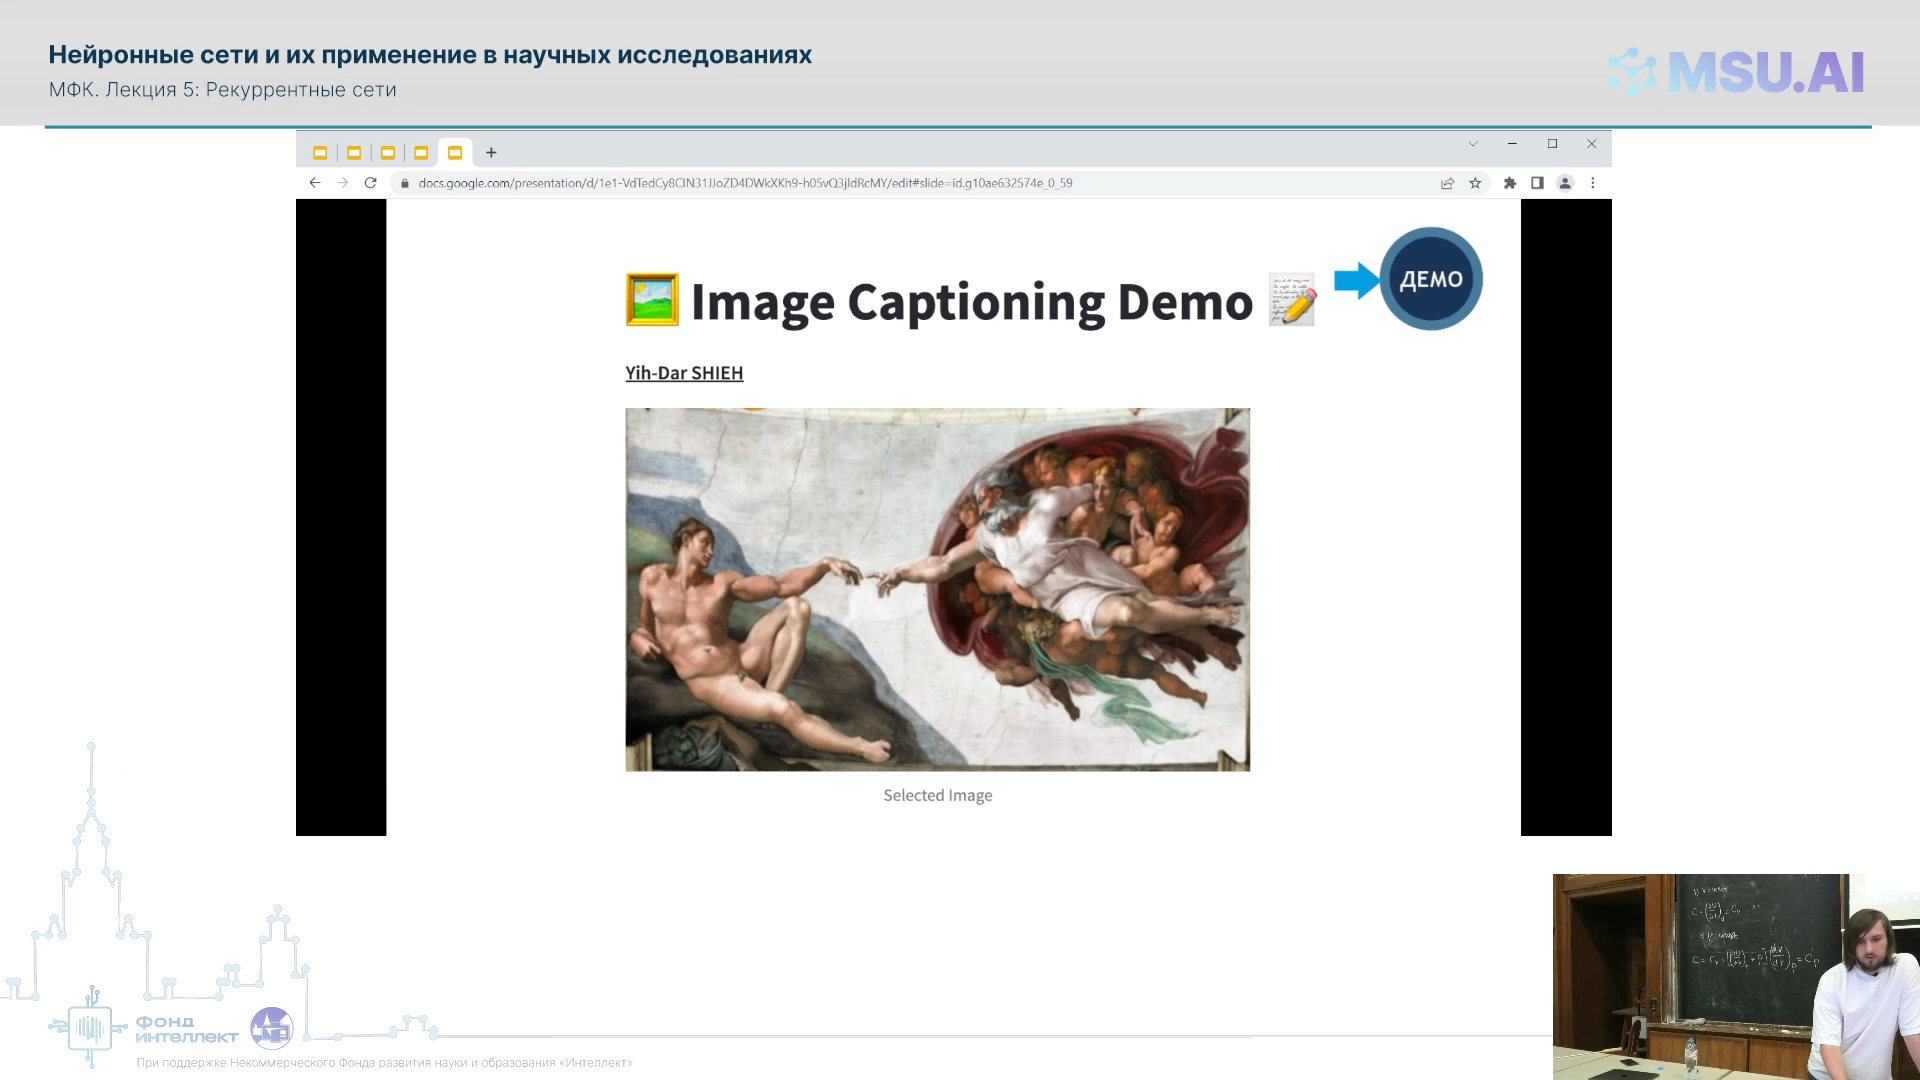 Нейронные сети и их применение в научных исследованиях
МФК. Лекция 5: Рекуррентные сети
MSU.AI
docs.google.com/presentation/d/1e1-VdTedCy8ClN31JJoZD4DWkXKh9-h05vQ3jldRcMY/edit#slide=id.g10ae632574e_0_59
Image Captioning Demo
ДЕМО
Yih-Dar SHIEH
Selected Image
Фонд
интеллект
При поддержке Некоммерческого Фонда развития науки и образования «Интеллект»